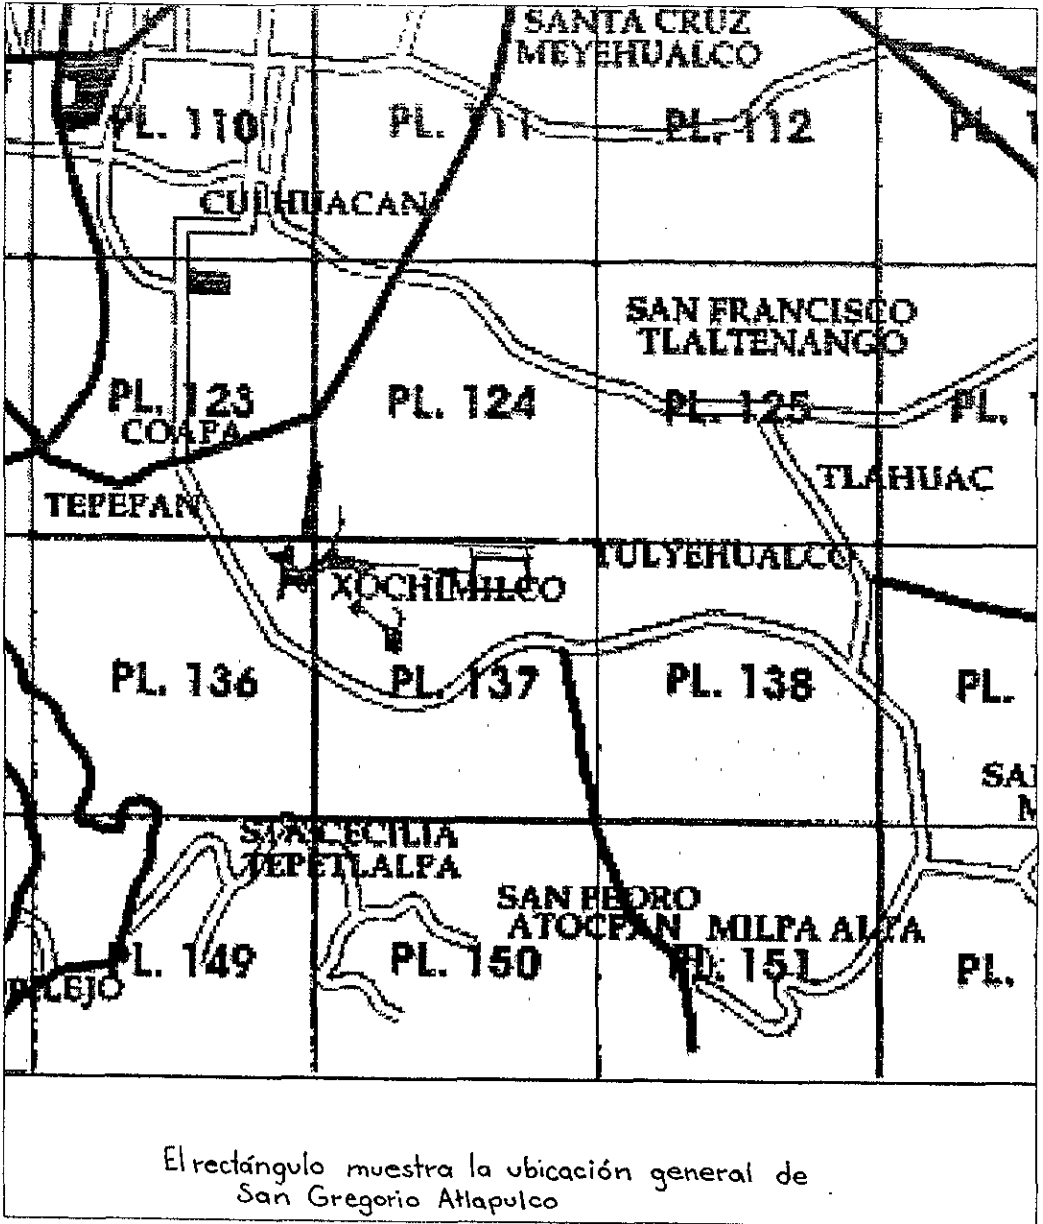 SANTA CRUZ
MEYEHUALCO
PL. 110
PL. 111
PL. 112
CULHUACAN
SAN FRANCISCO
TLALTENANGO
PL. 123
PL. 124
PL. 125
COAPA
TLAHUAC
TEPEPAN
TULYEHUALCO
XOCHIMILCO
PL. 136
PL. 137
PL. 138
PL.
SAN PEDRO
ATOCPAN
MILPA ALTA
TEPETLALPA
PL. 149
PL. 150
PL. 151
PL.
El rectángulo muestra la ubicación general de
San Gregorio Atlapulco